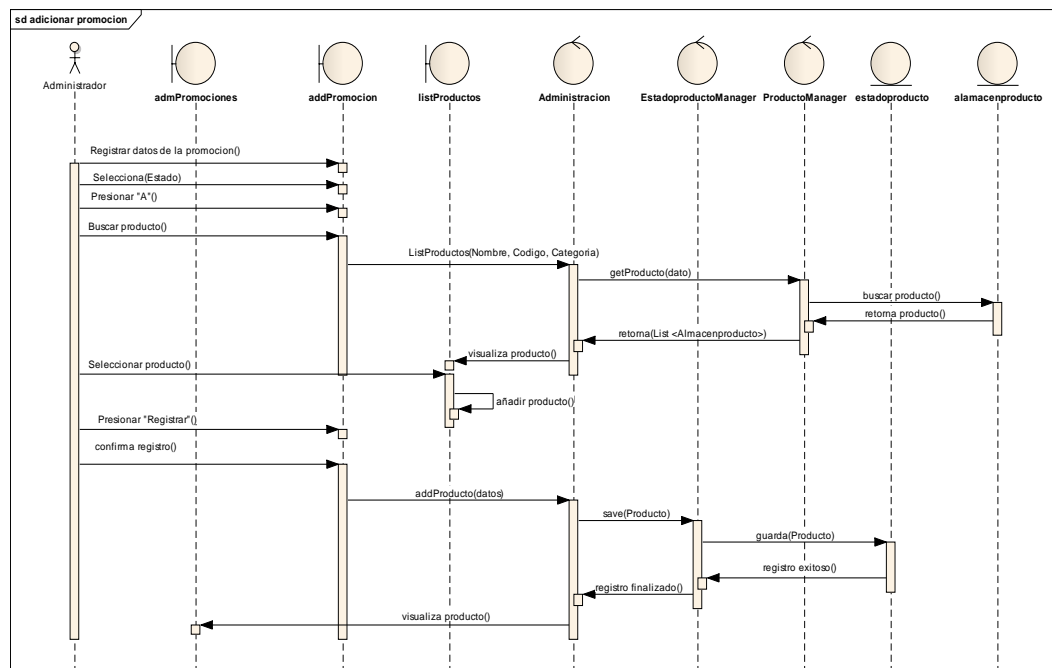 sd adicionar promocion
Administrador
admPromociones
addPromocion
listProductos
Administracion
EstadoproductoManager
ProductoManager
estadoproducto
alamacenproducto
Registrar datos de la promocion()
Selecciona(Estado)
Presionar "A"()
Buscar producto()
ListProductos(Nombre, Codigo, Categoria)
getProducto(dato)
buscar producto()
retorna producto()
retorna(List <Almacenproducto>)
visualiza producto()
Seleccionar producto()
añadir producto()
Presionar "Registrar"()
confirma registro()
addProducto(datos)
save(Producto)
guarda(Producto)
registro exitoso()
registro finalizado()
visualiza producto()